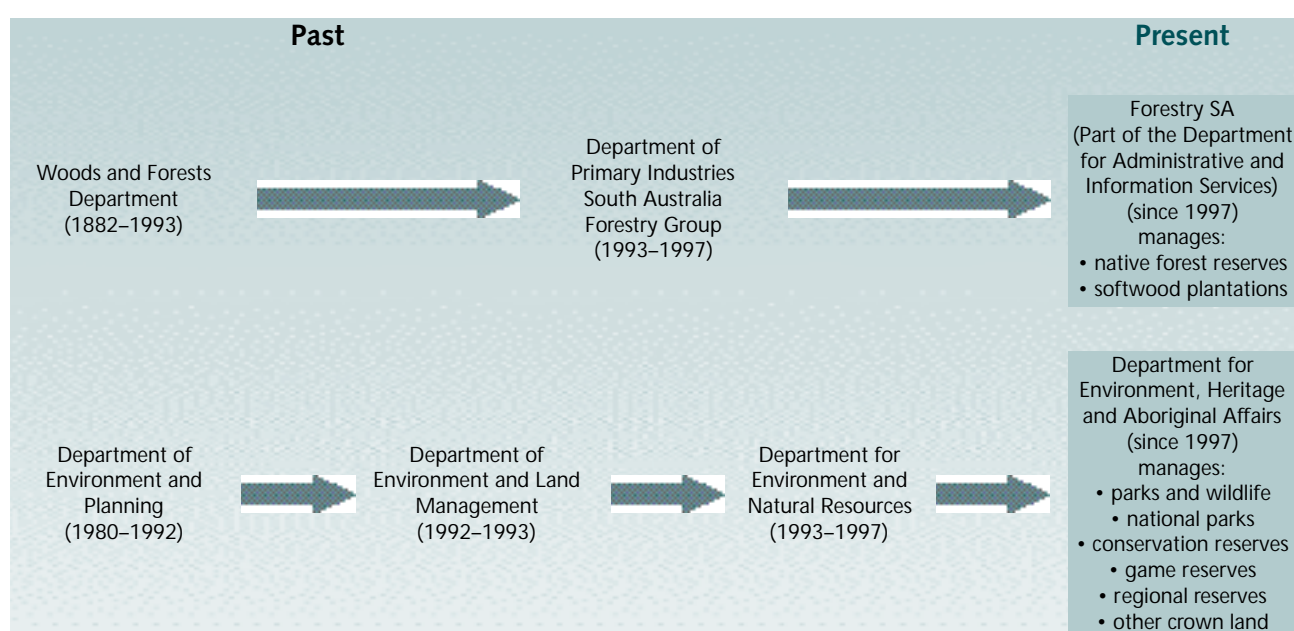 Past
Present
Woods and Forests
Department
(1882–1993)
Department of
Primary Industries
South Australia
Forestry Group
(1993–1997)
Forestry SA
(Part of the Department
for Administrative and
Information Services)
(since 1997)
manages:
• native forest reserves
• softwood plantations
Department of
Environment and
Planning
(1980–1992)
Department of
Environment and Land
Management
(1992–1993)
Department for
Environment and
Natural Resources
(1993–1997)
Department for
Environment, Heritage
and Aboriginal Affairs
(since 1997)
manages:
• parks and wildlife
• national parks
• conservation reserves
• game reserves
• regional reserves
• other crown land